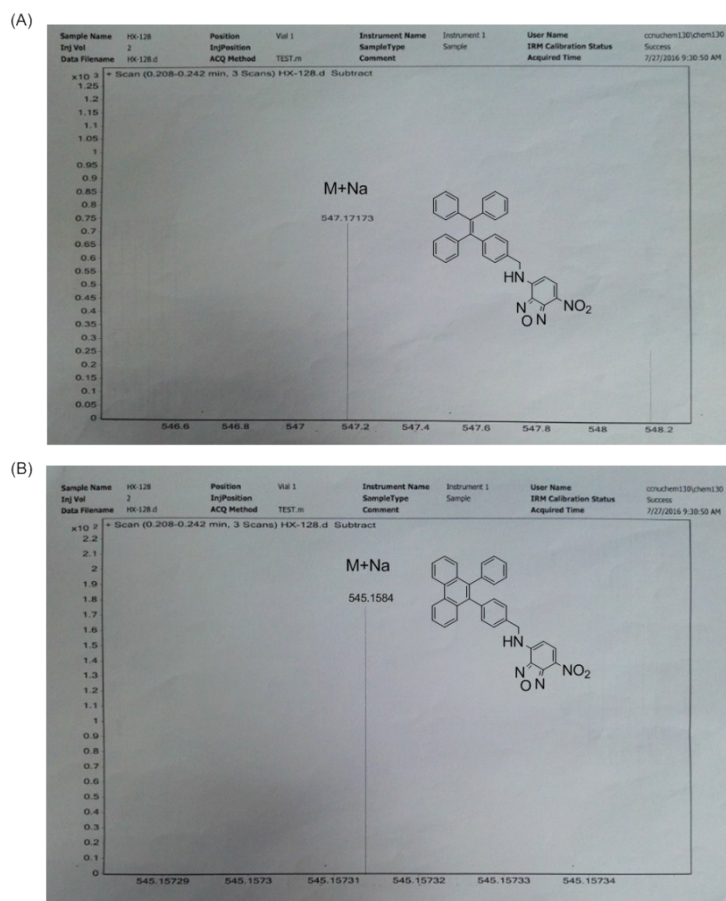 (A)
Sample Name HX-128 Position Vial 1 Instrument Name Instrument 1 User Name ccnuchem130\chem130
Inj Vol 2 InjPosition SampleType Sample IRM Calibration Status Success
Data Filename HX-128.d ACQ Method TEST.m Comment Acquired Time 7/27/2016 9:30:50 AM
x10 3 + Scan (0.208-0.242 min, 3 Scans) HX-128.d Subtract
1.25
1.2
1.15
1.1
1.05
1
0.95
0.9
0.85
0.8
0.75
0.7
0.65
0.6
0.55
0.5
0.45
0.4
0.35
0.3
0.25
0.2
0.15
0.1
0.05
0
M+Na
547.17173
HN
N
O
N
NO2
546.6 546.8 547 547.2 547.4 547.6 547.8 548 548.2
(B)
Sample Name HX-128 Position Vial 1 Instrument Name Instrument 1 User Name ccnuchem130\chem130
Inj Vol 2 InjPosition SampleType Sample IRM Calibration Status Success
Data Filename HX-128.d ACQ Method TEST.m Comment Acquired Time 7/27/2016 9:30:50 AM
x10 2 + Scan (0.208-0.242 min, 3 Scans) HX-128.d Subtract
2.2
2.1
2
1.9
1.8
1.7
1.6
1.5
1.4
1.3
1.2
1.1
1
0.9
0.8
0.7
0.6
0.5
0.4
0.3
0.2
0.1
0
M+Na
545.1584
HN
N
O
N
NO2
545.15729 545.1573 545.15731 545.15732 545.15733 545.15734